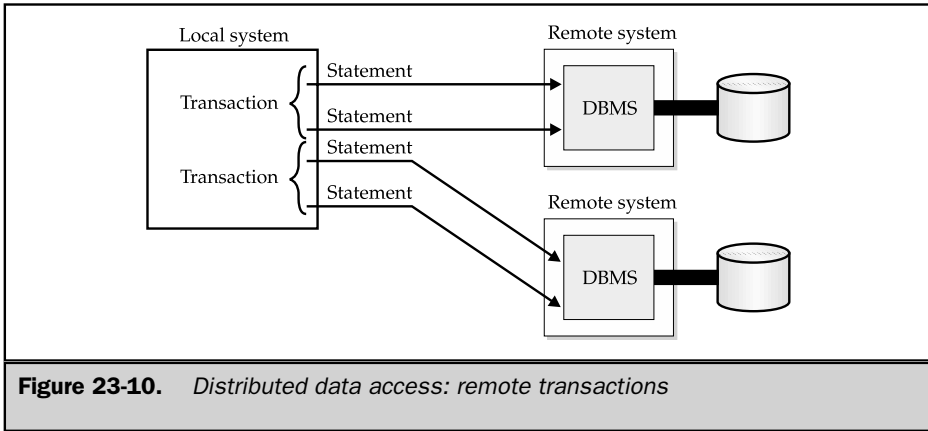 Local system
Transaction
Transaction
Statement
Statement
Statement
Statement
Remote system
DBMS
Remote system
DBMS
Figure 23-10. Distributed data access: remote transactions